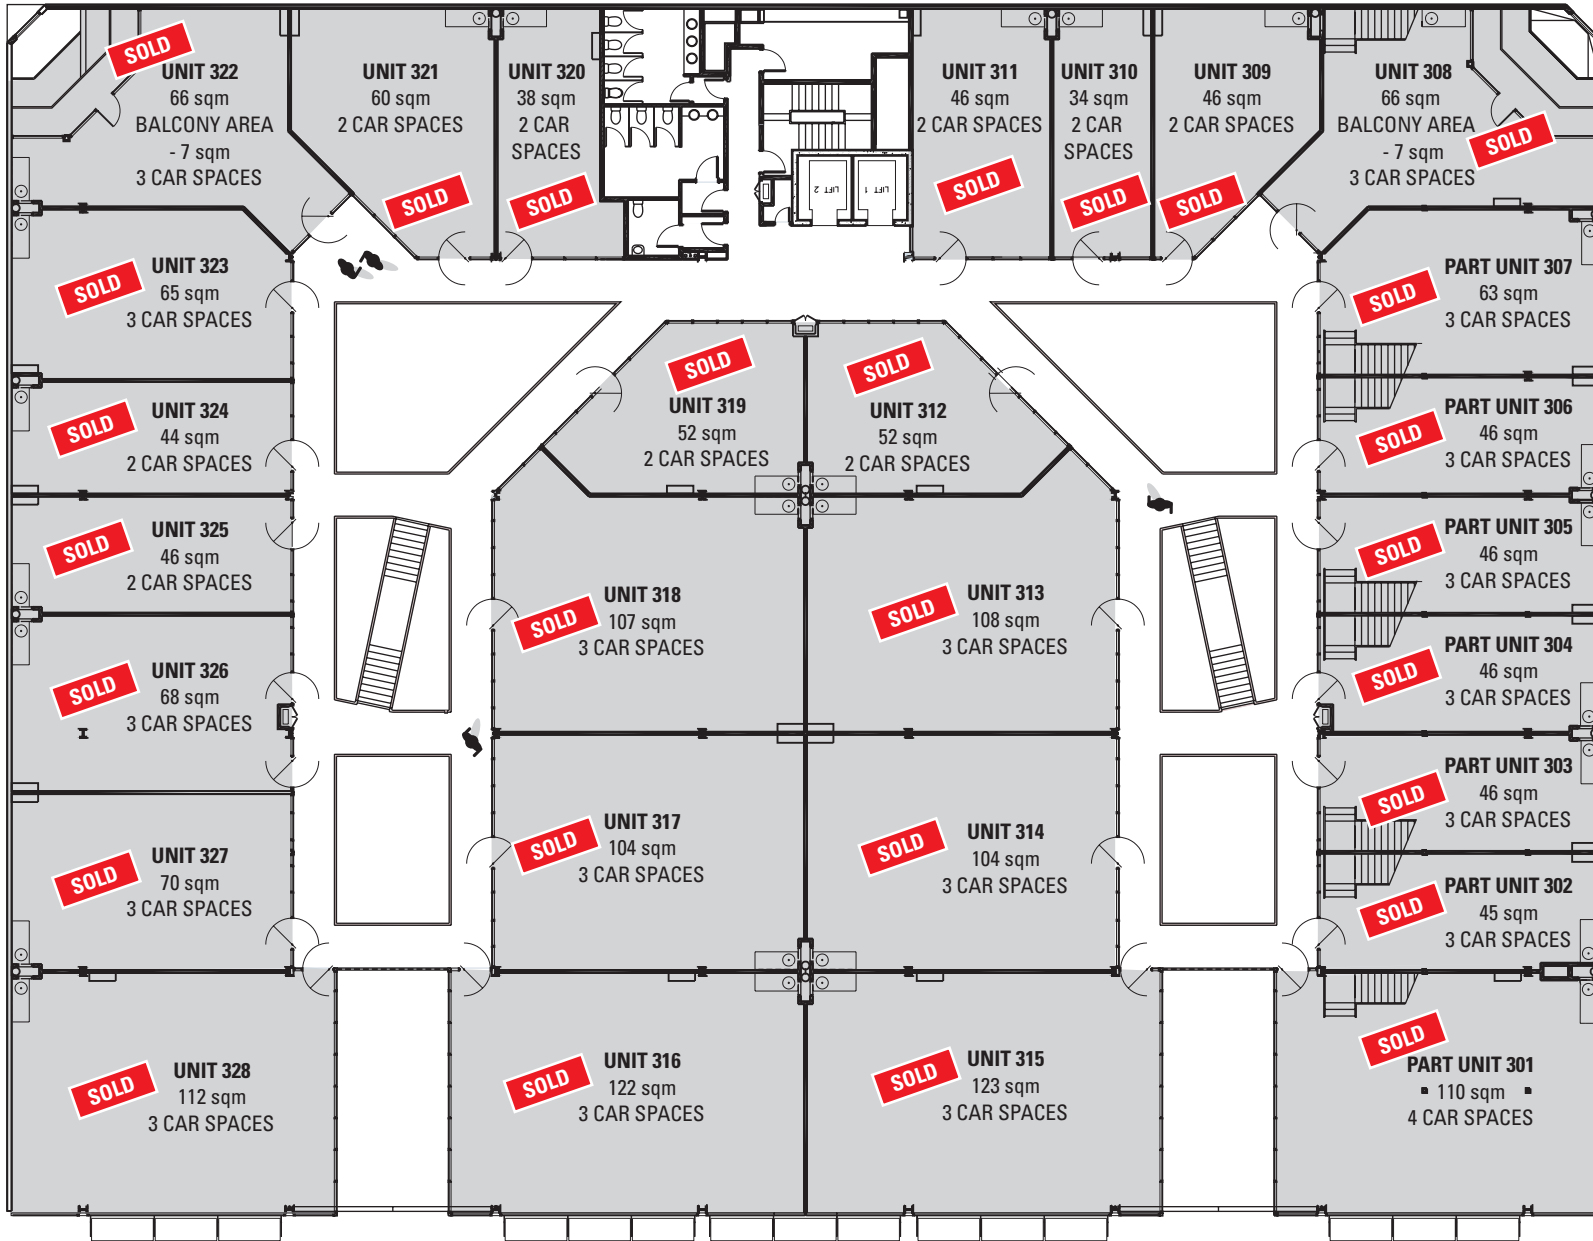 SOLD
UNIT 322
66 sqm
BALCONY AREA
- 7 sqm
3 CAR SPACES
UNIT 321
60 sqm
2 CAR SPACES
SOLD
UNIT 320
38 sqm
2 CAR
SPACES
SOLD
LIFT 2
LIFT 1
UNIT 311
46 sqm
2 CAR SPACES
SOLD
UNIT 310
34 sqm
2 CAR
SPACES
SOLD
UNIT 309
46 sqm
2 CAR SPACES
SOLD
UNIT 308
66 sqm
BALCONY AREA
- 7 sqm
3 CAR SPACES
SOLD
UNIT 323
65 sqm
3 CAR SPACES
SOLD
PART UNIT 307
63 sqm
3 CAR SPACES
SOLD
SOLD
UNIT 319
52 sqm
2 CAR SPACES
SOLD
UNIT 312
52 sqm
2 CAR SPACES
UNIT 324
44 sqm
2 CAR SPACES
SOLD
PART UNIT 306
46 sqm
3 CAR SPACES
SOLD
UNIT 325
46 sqm
2 CAR SPACES
SOLD
PART UNIT 305
46 sqm
3 CAR SPACES
SOLD
UNIT 318
107 sqm
3 CAR SPACES
SOLD
UNIT 313
108 sqm
3 CAR SPACES
SOLD
UNIT 326
68 sqm
3 CAR SPACES
SOLD
PART UNIT 304
46 sqm
3 CAR SPACES
SOLD
PART UNIT 303
46 sqm
3 CAR SPACES
SOLD
UNIT 317
104 sqm
3 CAR SPACES
SOLD
UNIT 314
104 sqm
3 CAR SPACES
SOLD
UNIT 327
70 sqm
3 CAR SPACES
SOLD
PART UNIT 302
45 sqm
3 CAR SPACES
SOLD
UNIT 328
112 sqm
3 CAR SPACES
SOLD
UNIT 316
122 sqm
3 CAR SPACES
SOLD
UNIT 315
123 sqm
3 CAR SPACES
SOLD
SOLD
PART UNIT 301
110 sqm
4 CAR SPACES